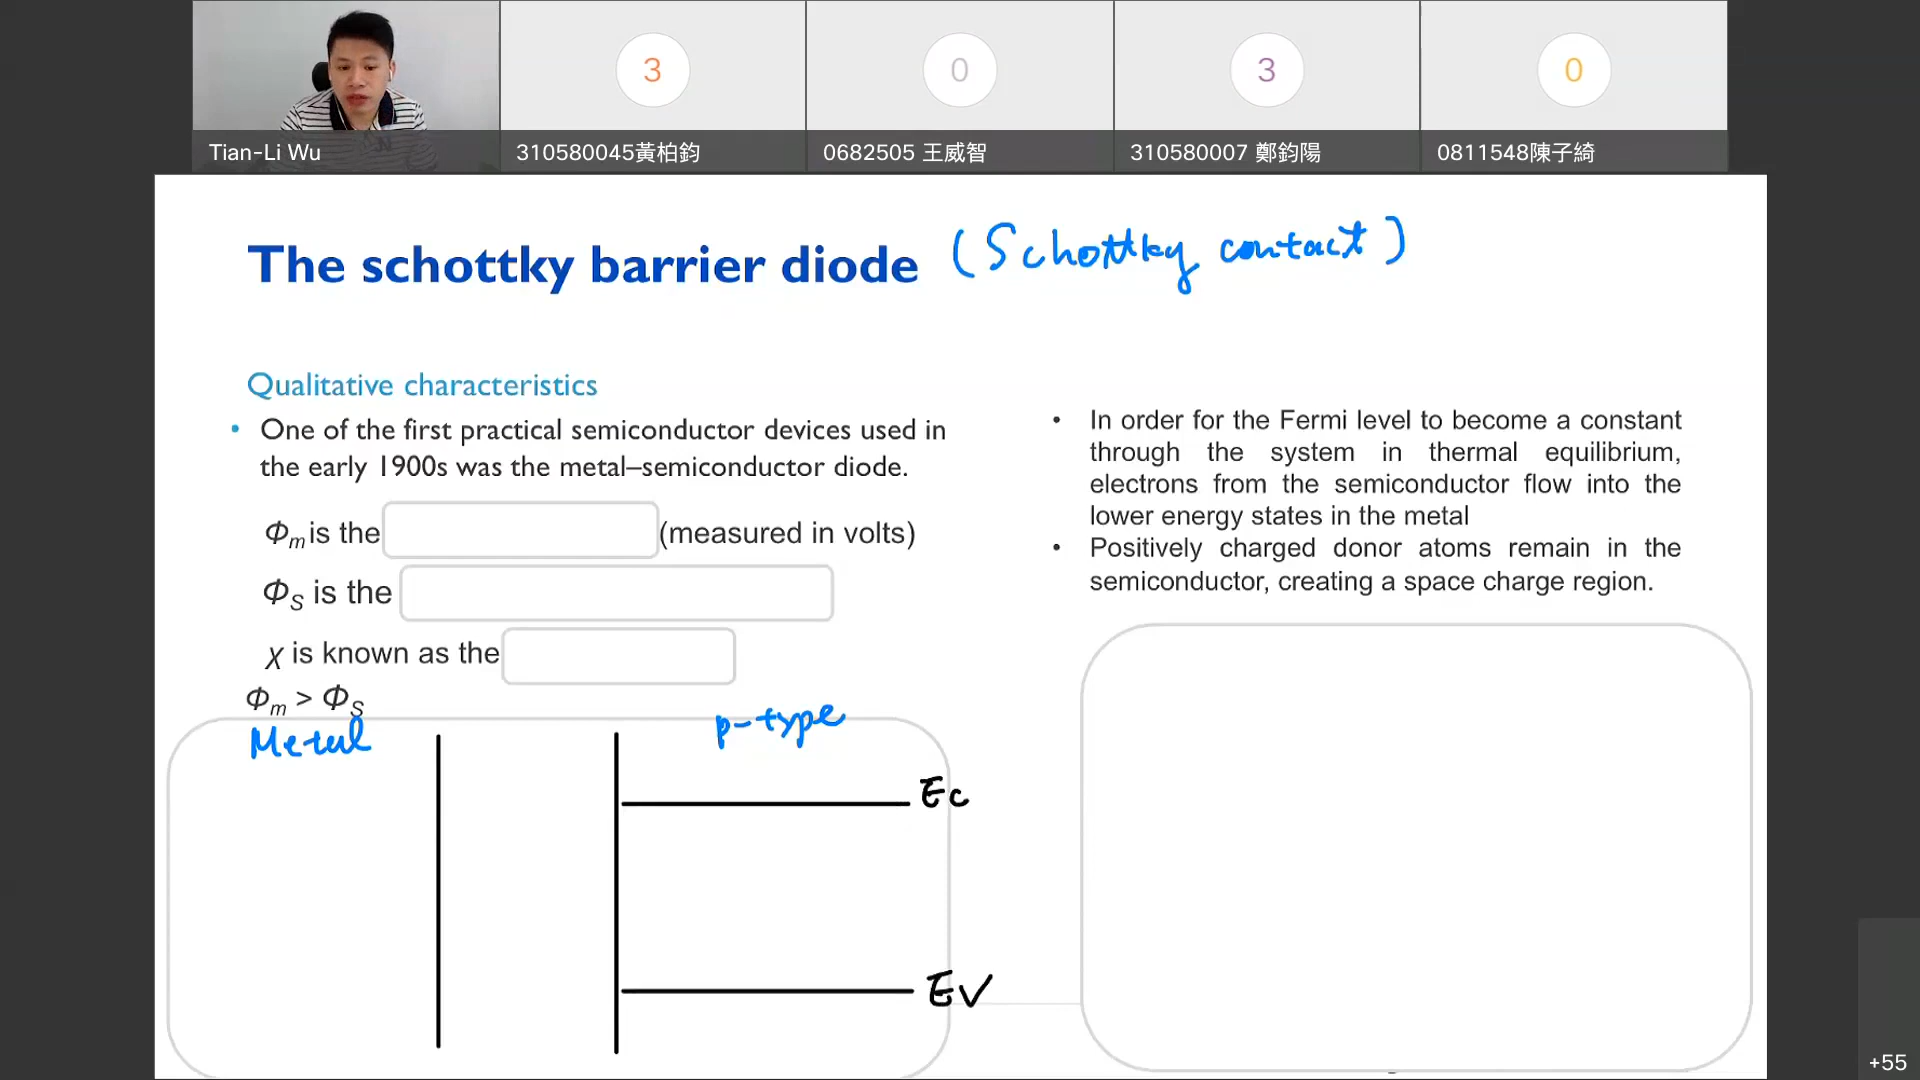 3
0
3
0
Tian-Li Wu
310580045黃柏鈞
0682505 王威智
310580007 鄭鈞陽
0811548陳子綺
The schottky barrier diode (Schottky contact)
Qualitative characteristics
• One of the first practical semiconductor devices used in
the early 1900s was the metal–semiconductor diode.
Φm is the (measured in volts)
ΦS is the
χ is known as the
Φm > ΦS
Metal
p-type
Ec
Ev
• In order for the Fermi level to become a constant
through the system in thermal equilibrium,
electrons from the semiconductor flow into the
lower energy states in the metal
• Positively charged donor atoms remain in the
semiconductor, creating a space charge region.
+55